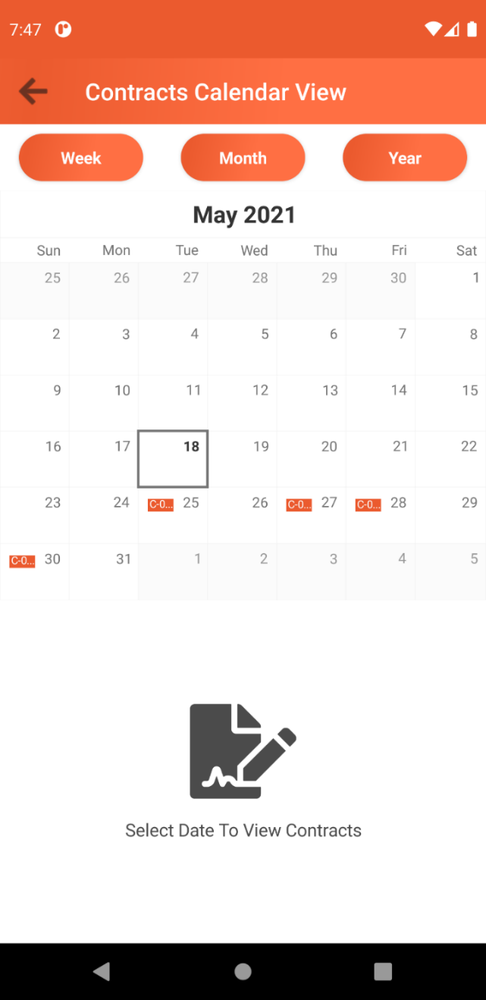 7:47
Contracts Calendar View
Week Month Year
May 2021
Sun Mon Tue Wed Thu Fri Sat
25 26 27 28 29 30 1
2 3 4 5 6 7 8
9 10 11 12 13 14 15
16 17 18 19 20 21 22
23 24 C-0... 25 26 C-0... 27 C-0... 28 29
C-0... 30 31 1 2 3 4 5
Select Date To View Contracts